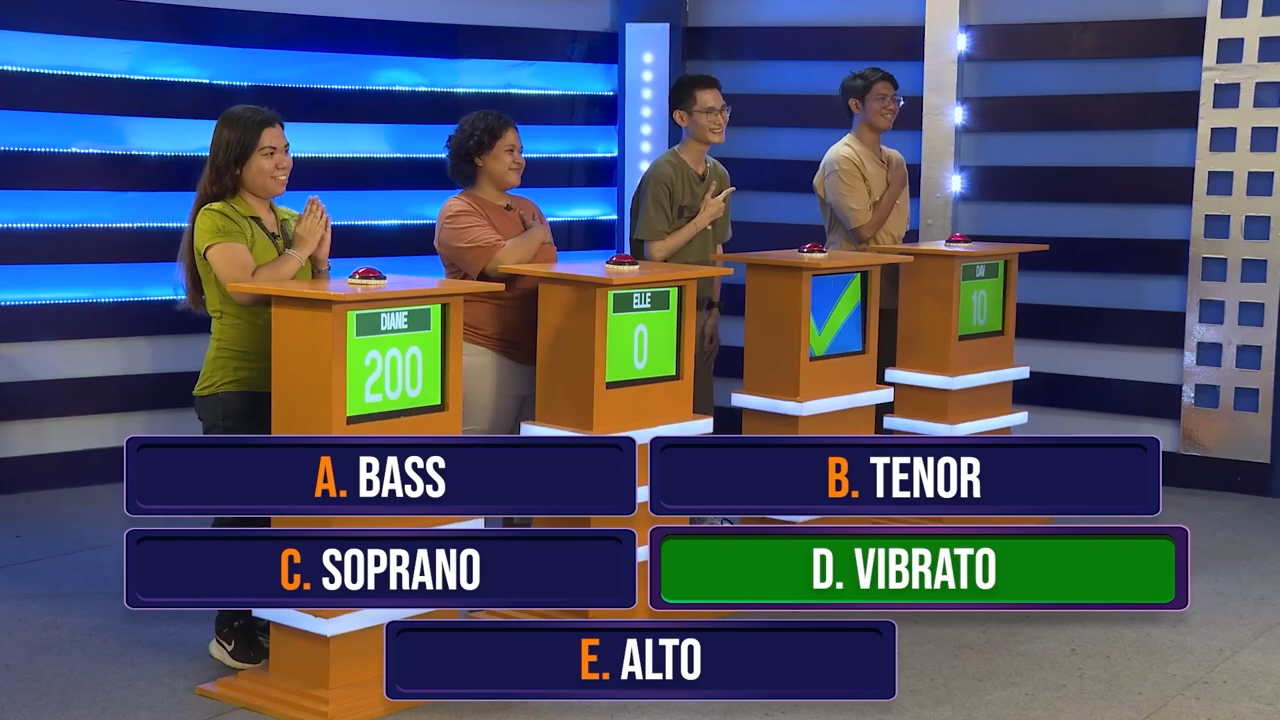 DIANE
200
ELLE
0
DAV
10
A. BASS
B. TENOR
C. SOPRANO
D. VIBRATO
E. ALTO